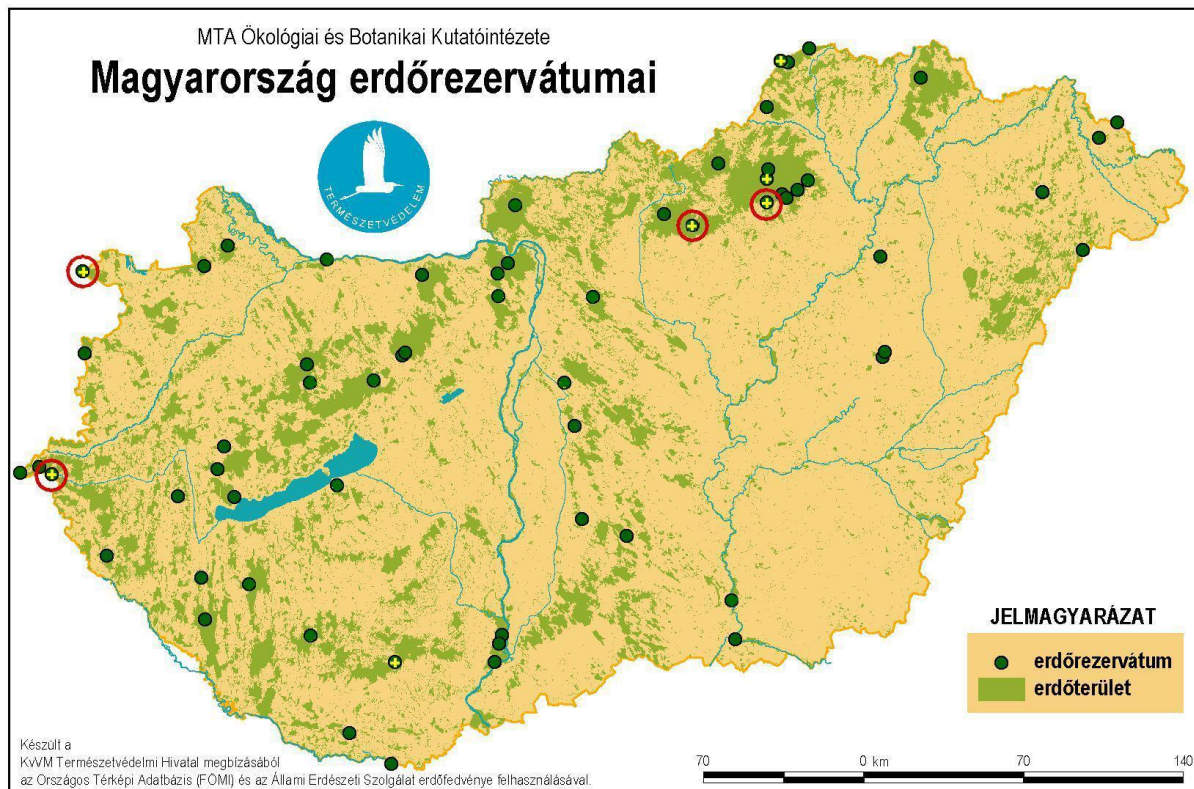 MTA Ökológiai és Botanikai Kutatóintézete
Magyarország erdőrezervátumai
TERMÉSZETVÉDELEM
JELMAGYARÁZAT
erdőrezervátum
erdőterület
Készült a
KvVM Természetvédelmi Hivatal megbízásából
az Országos Térképi Adatbázis (FÖMI) és az Állami Erdészeti Szolgálat erdőfedvénye felhasználásával.
70 0 km 70 140